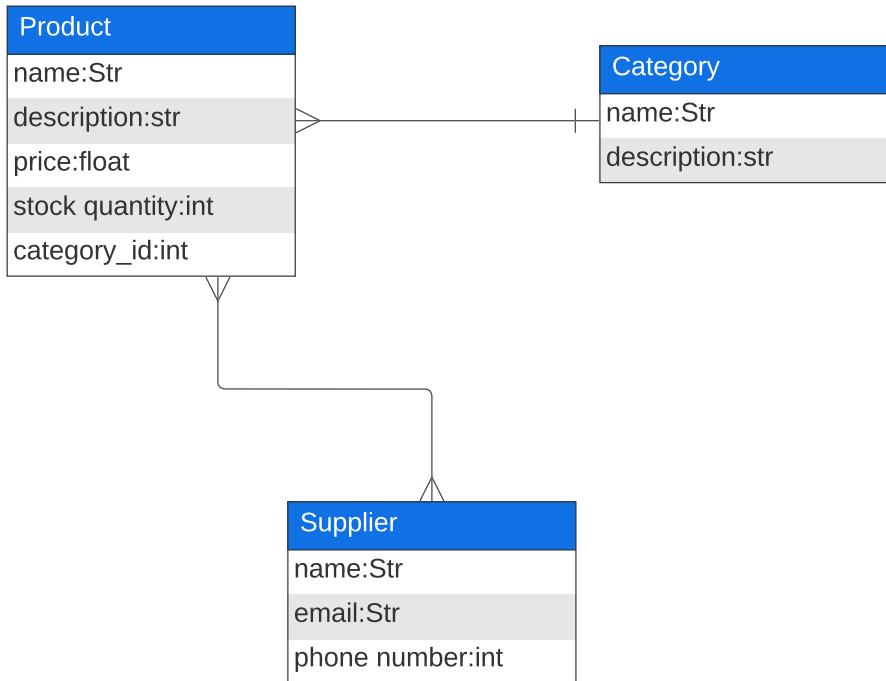 Product
name:Str
description:str
price:float
stock quantity:int
category_id:int
Category
name:Str
description:str
Supplier
name:Str
email:Str
phone number:int